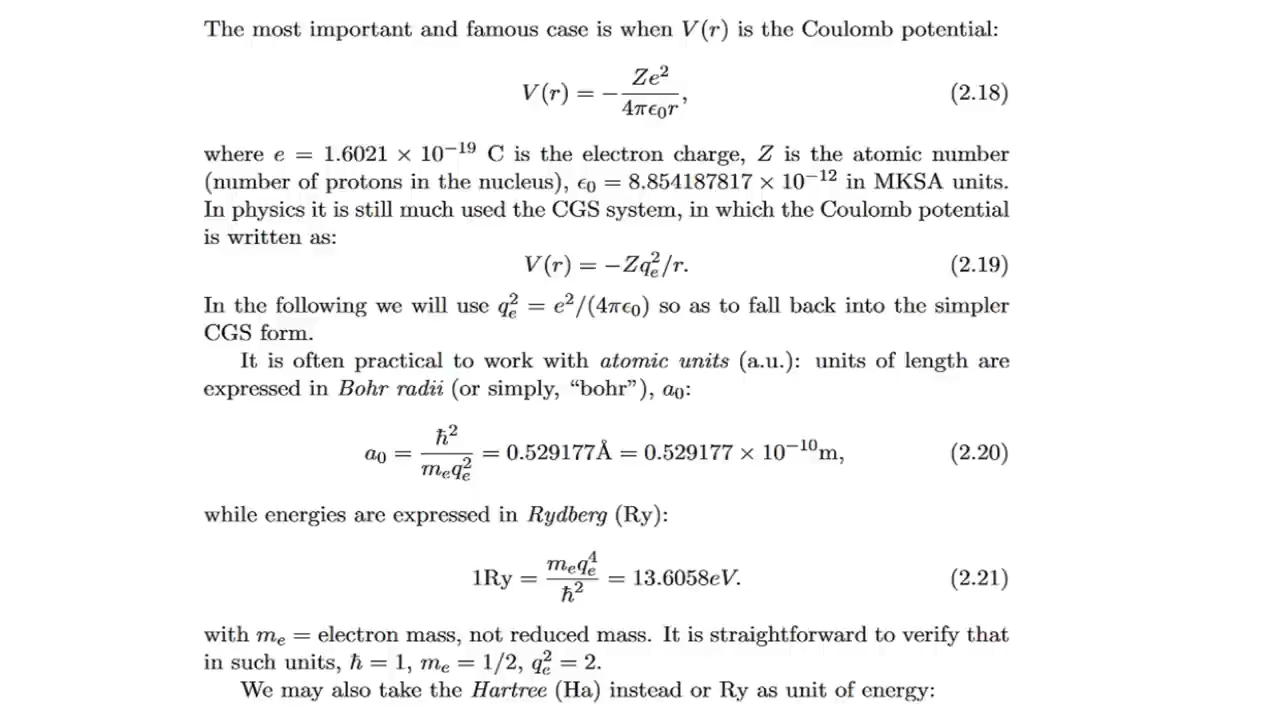 The most important and famous case is when V(r) is the Coulomb potential:
V(r) = −Ze²/4πϵ₀r, (2.18)
where e = 1.6021 × 10⁻¹⁹ C is the electron charge, Z is the atomic number
(number of protons in the nucleus), ϵ₀ = 8.854187817 × 10⁻¹² in MKSA units.
In physics it is still much used the CGS system, in which the Coulomb potential
is written as:
V(r) = −Zqₑ²/r. (2.19)
In the following we will use qₑ² = e²/(4πϵ₀) so as to fall back into the simpler
CGS form.
It is often practical to work with atomic units (a.u.): units of length are
expressed in Bohr radii (or simply, “bohr”), a₀:
a₀ = ℏ²/mₑqₑ² = 0.529177Å = 0.529177 × 10⁻¹⁰m, (2.20)
while energies are expressed in Rydberg (Ry):
1Ry = mₑqₑ⁴/ℏ² = 13.6058eV. (2.21)
with mₑ = electron mass, not reduced mass. It is straightforward to verify that
in such units, ℏ = 1, mₑ = 1/2, qₑ² = 2.
We may also take the Hartree (Ha) instead or Ry as unit of energy: